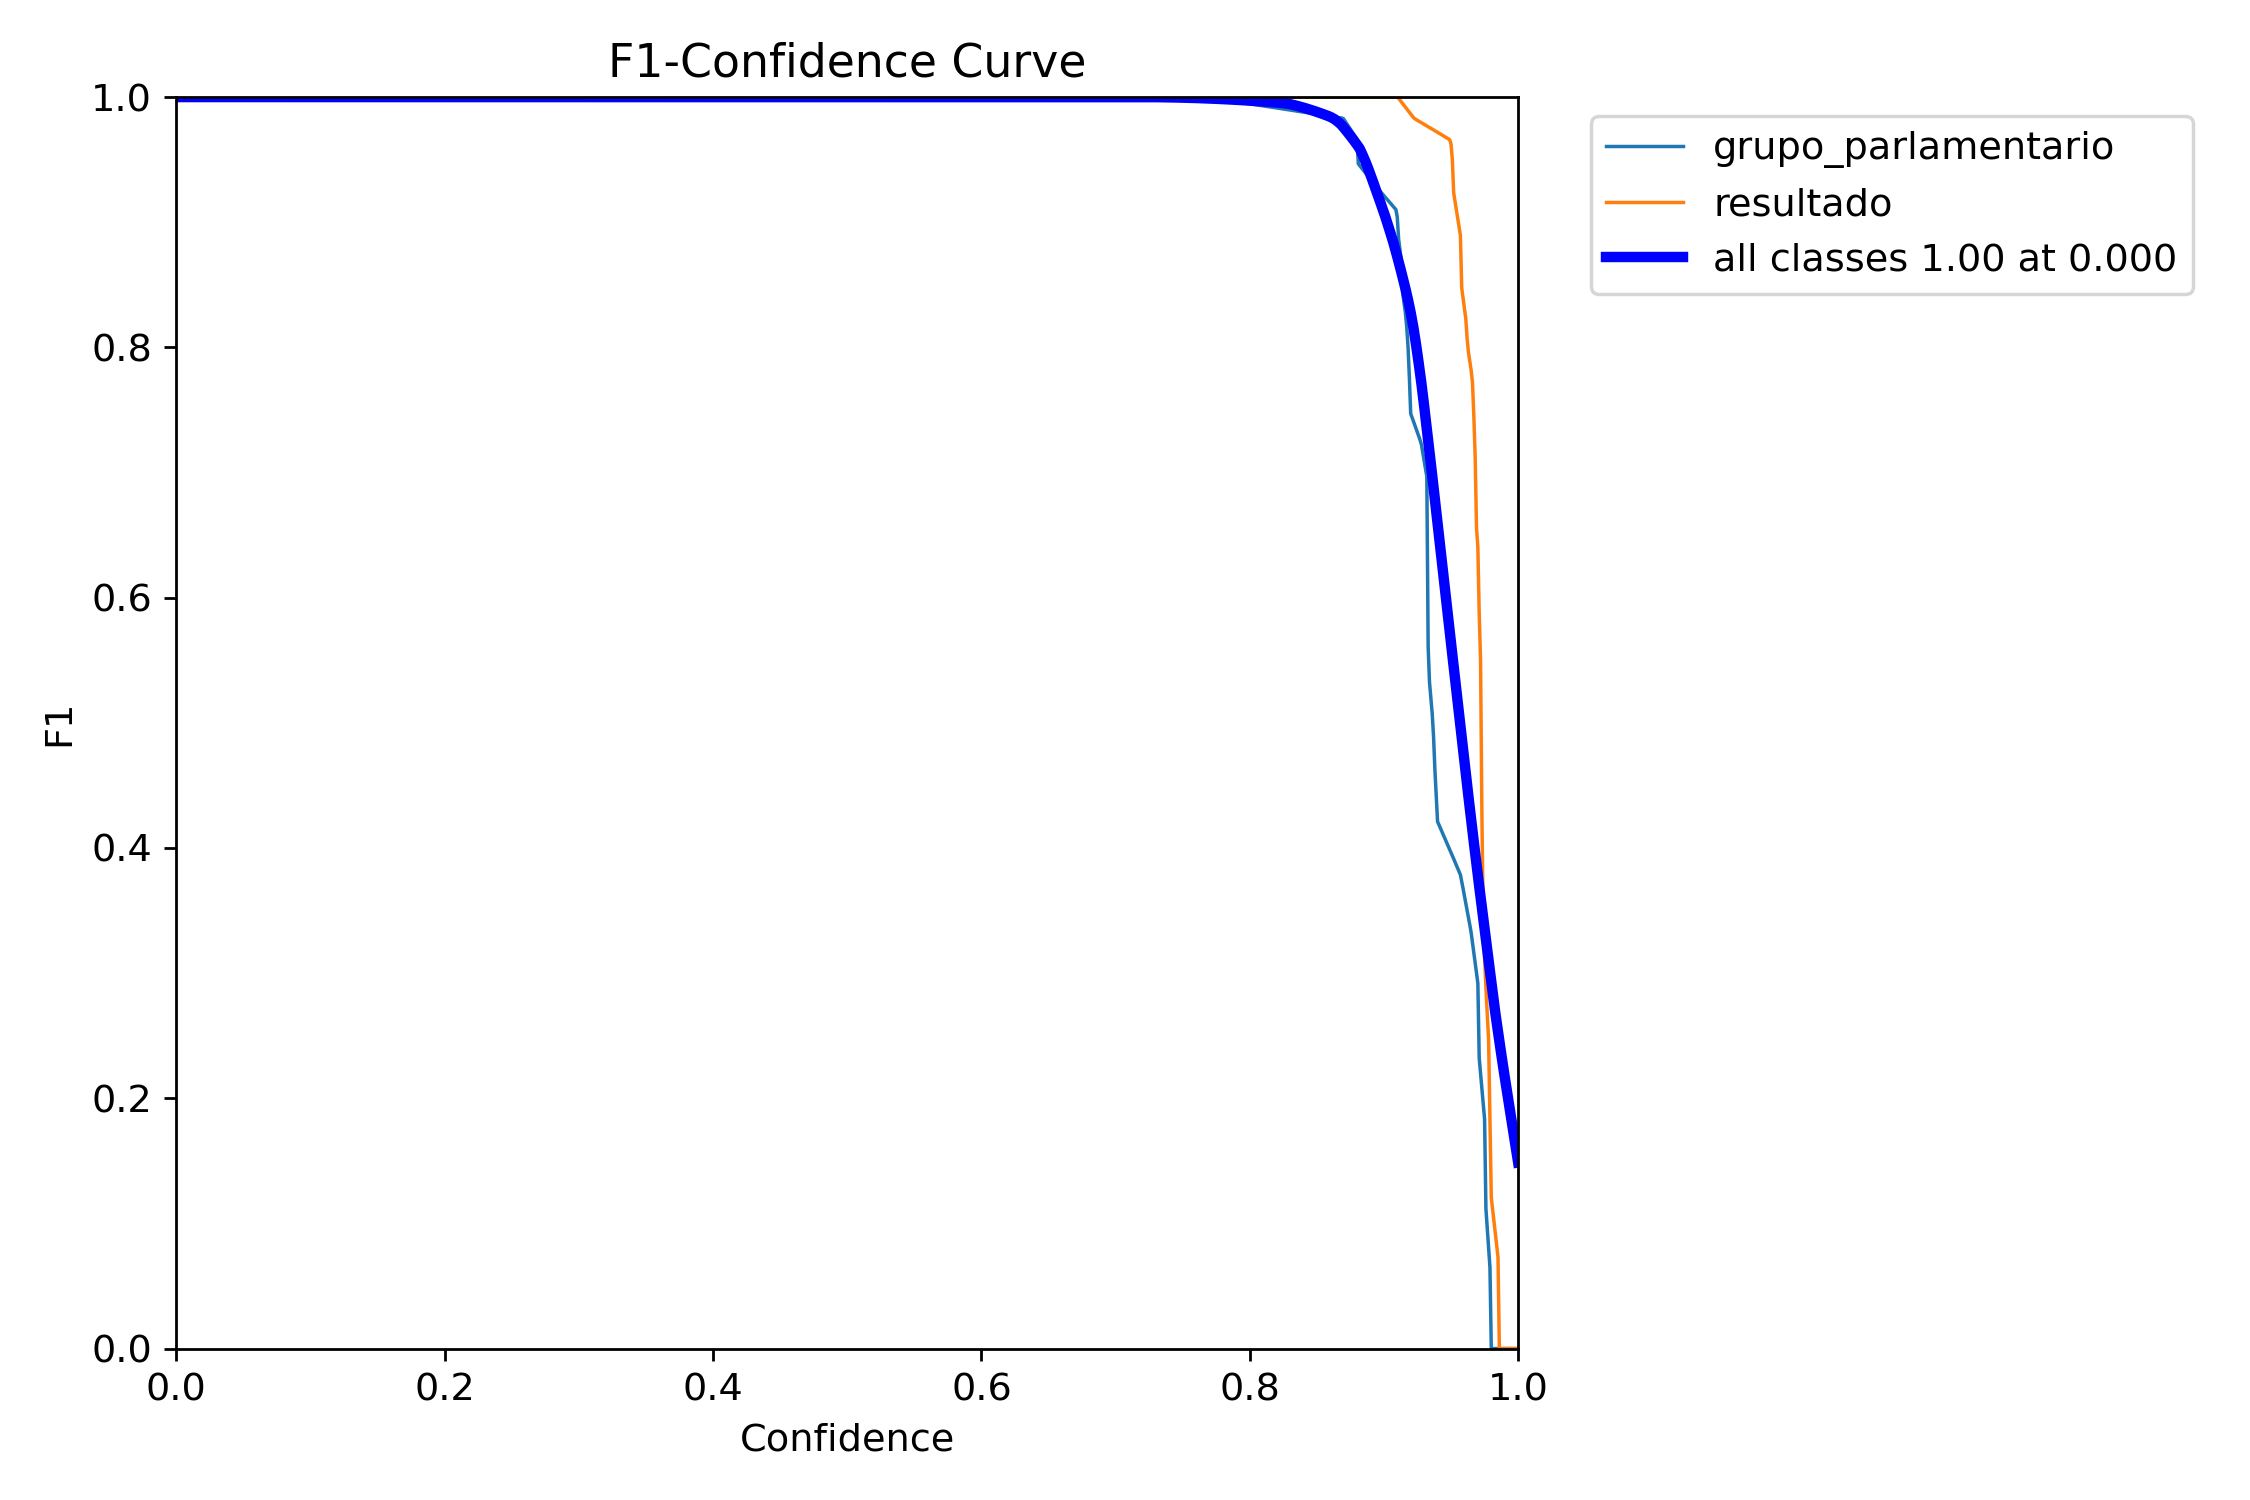 F1-Confidence Curve
grupo_parlamentario
resultado
all classes 1.00 at 0.000
F1
1.0
0.8
0.6
0.4
0.2
0.0
0.0 0.2 0.4 0.6 0.8 1.0
Confidence